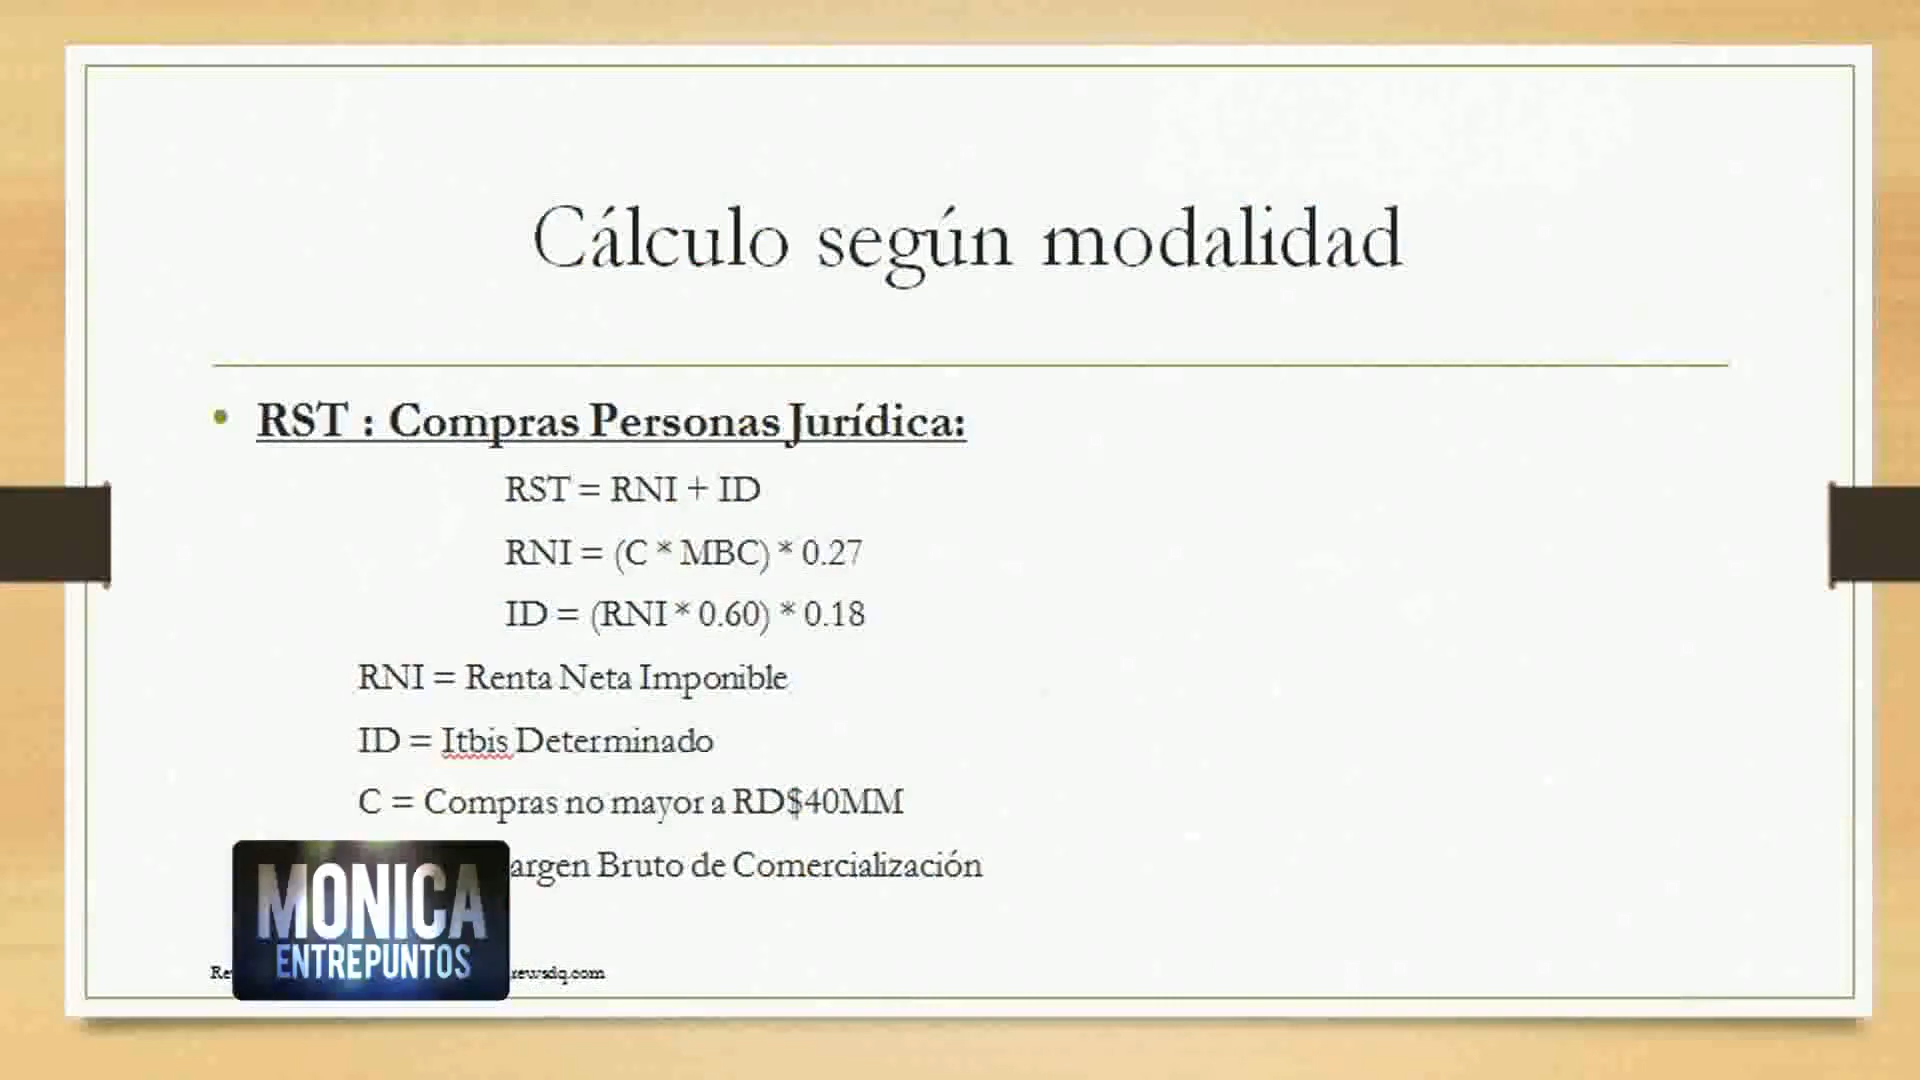 Cálculo según modalidad
• RST : Compras Personas Jurídica:
RST = RNI + ID
RNI = (C * MBC) * 0.27
ID = (RNI * 0.60) * 0.18
RNI = Renta Neta Imponible
ID = Itbis Determinado
C = Compras no mayor a RD$40MM
argen Bruto de Comercialización
MONICA
ENTREPUNTOS